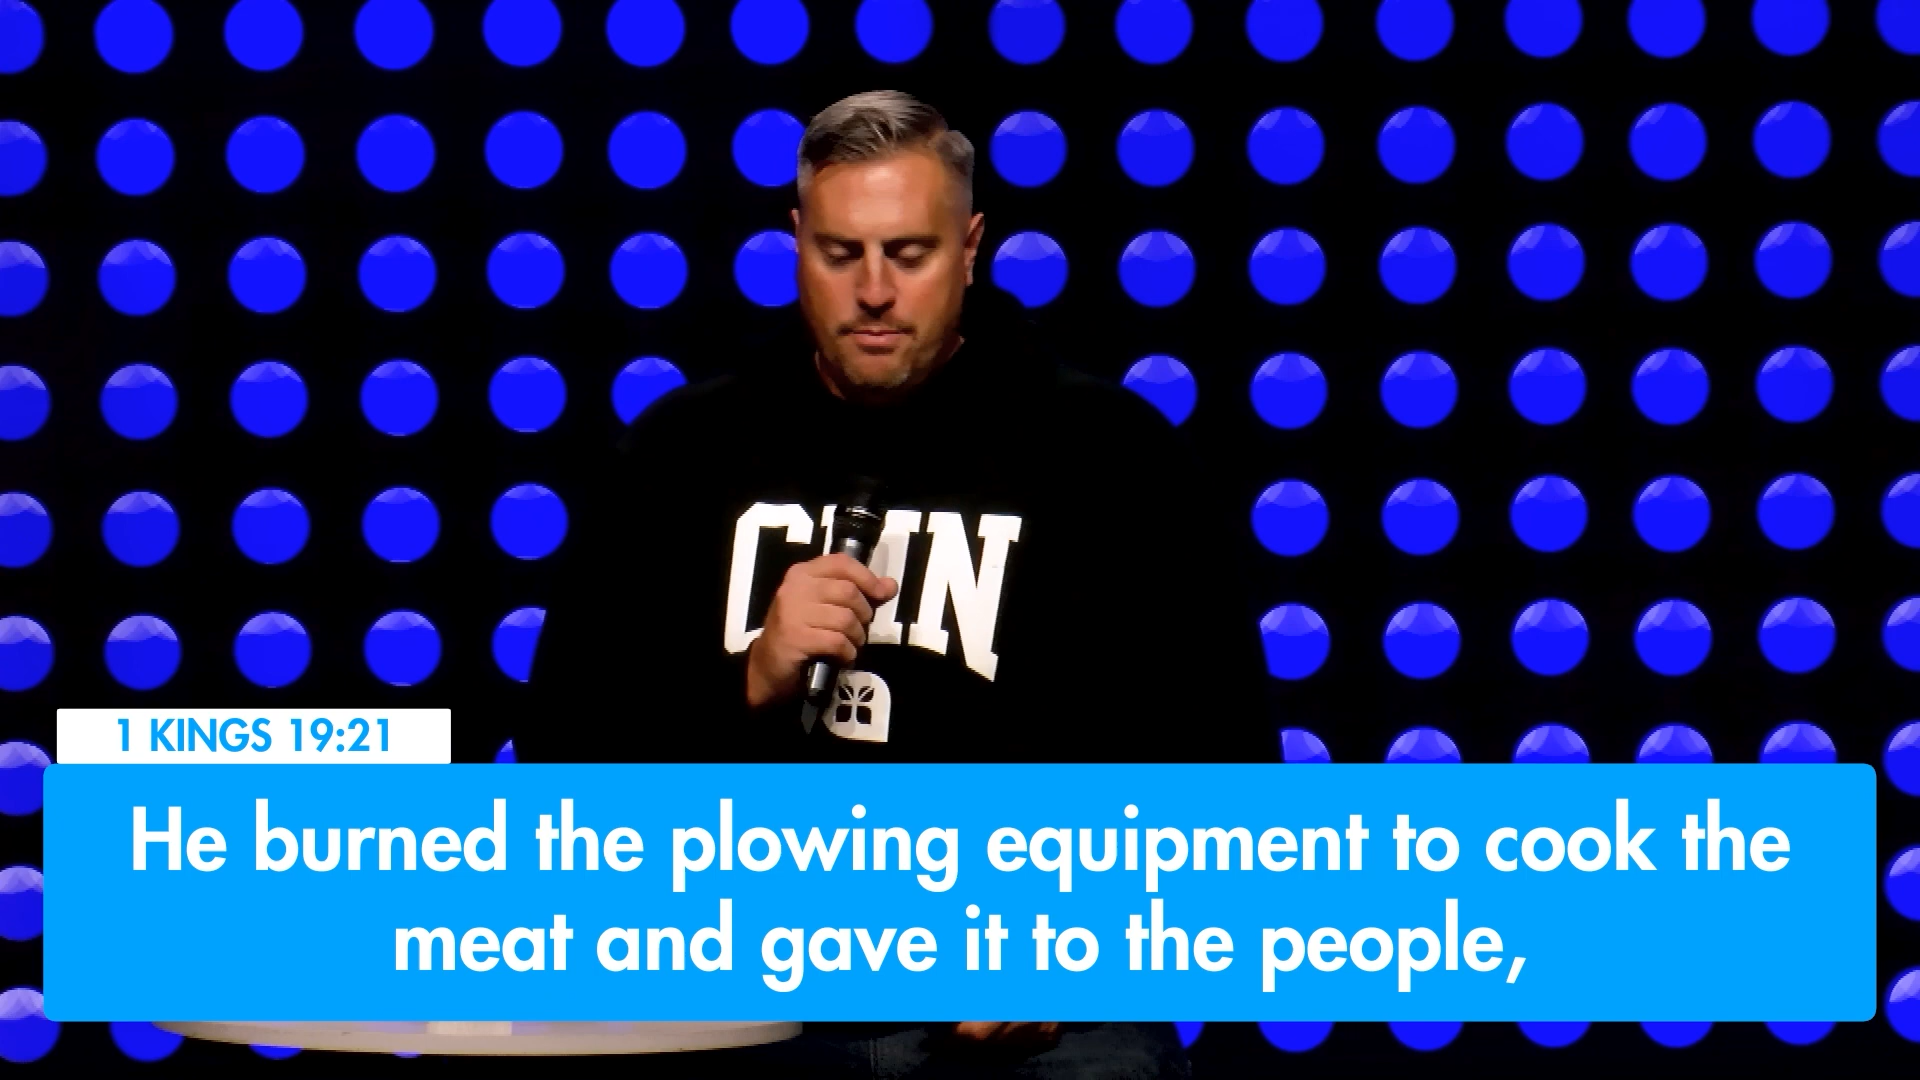 1 KINGS 19:21
He burned the plowing equipment to cook the
meat and gave it to the people,